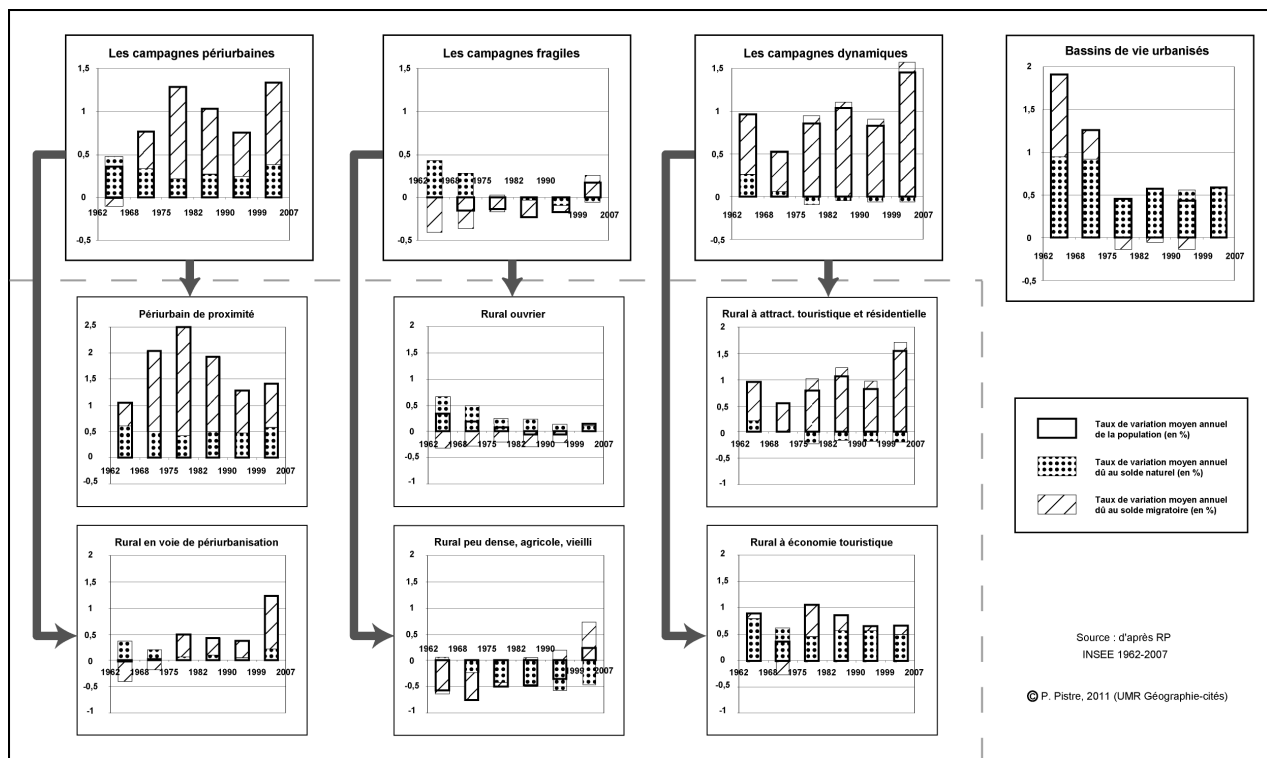 Les campagnes périurbaines
1,5
1
0,5
0
-0,5
1962 1968 1975 1982 1990 1999 2007
Les campagnes fragiles
1,5
1
0,5
0
-0,5
1962 1968 1975 1982 1990 1999 2007
Les campagnes dynamiques
1,5
1
0,5
0
-0,5
1962 1968 1975 1982 1990 1999 2007
Bassins de vie urbanisés
2
1,5
1
0,5
0
-0,5
1962 1968 1975 1982 1990 1999 2007
Périurbain de proximité
2,5
2
1,5
1
0,5
0
-0,5
1962 1968 1975 1982 1990 1999 2007
Rural ouvrier
2
1,5
1
0,5
0
-0,5
-1
1962 1968 1975 1982 1990 1999 2007
Rural à attract. touristique et résidentielle
2
1,5
1
0,5
0
-0,5
-1
1962 1968 1975 1982 1990 1999 2007
Taux de variation moyen annuel
de la population (en %)
Taux de variation moyen annuel
dû au solde naturel (en %)
Taux de variation moyen annuel
dû au solde migratoire (en %)
Rural en voie de périurbanisation
2
1,5
1
0,5
0
-0,5
-1
1962 1968 1975 1982 1990 1999 2007
Rural peu dense, agricole, vieilli
2
1,5
1
0,5
0
-0,5
-1
1962 1968 1975 1982 1990 1999 2007
Rural à économie touristique
2
1,5
1
0,5
0
-0,5
-1
1962 1968 1975 1982 1990 1999 2007
Source : d'après RP
INSEE 1962-2007
© P. Pistre, 2011 (UMR Géographie-cités)